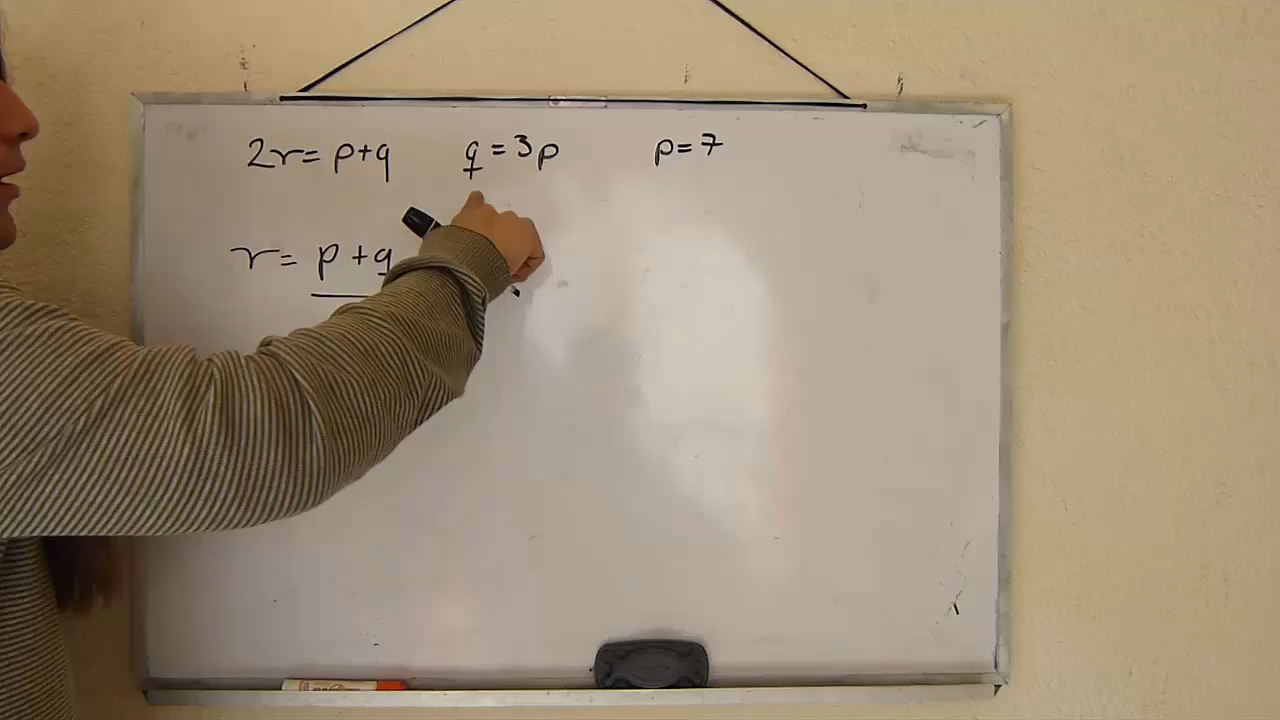 2r = p+q q = 3p p = 7
r = p + q